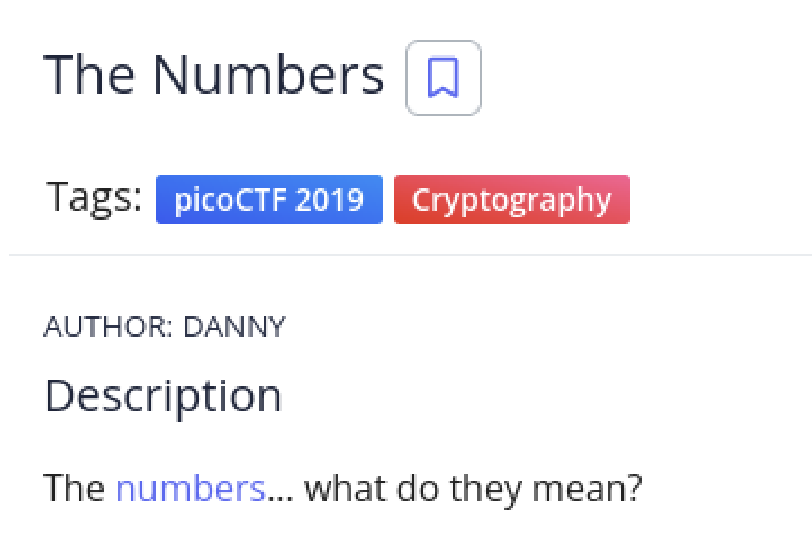 The Numbers
Tags: picoCTF 2019 Cryptography
AUTHOR: DANNY
Description
The numbers... what do they mean?